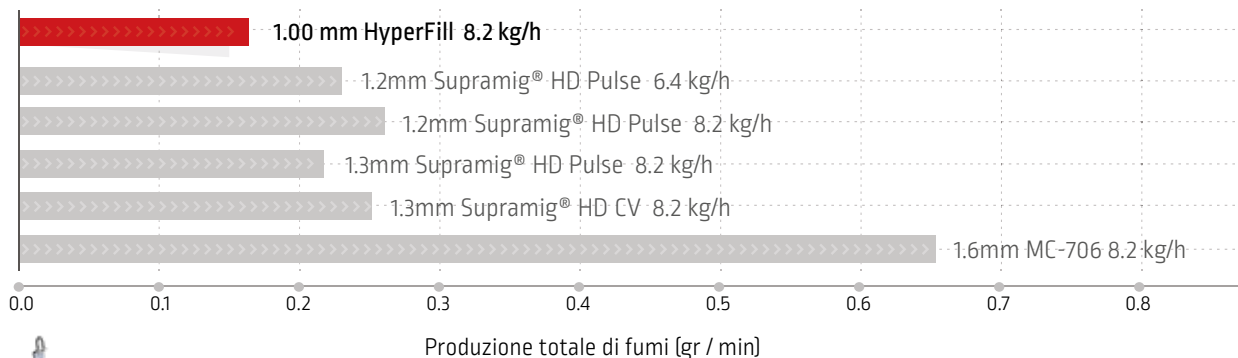 1.00 mm HyperFill 8.2 kg/h
1.2mm Supramig® HD Pulse 6.4 kg/h
1.2mm Supramig® HD Pulse 8.2 kg/h
1.3mm Supramig® HD Pulse 8.2 kg/h
1.3mm Supramig® HD CV 8.2 kg/h
1.6mm MC-706 8.2 kg/h
0.0 0.1 0.2 0.3 0.4 0.5 0.6 0.7 0.8
Produzione totale di fumi (gr / min)